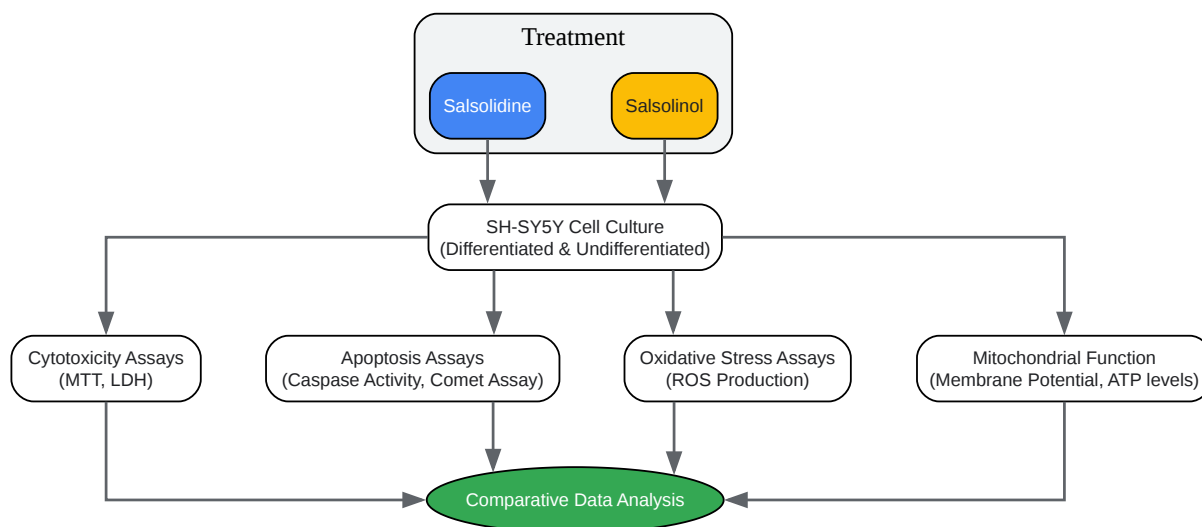 Treatment
Salsolidine
Salsolinol
SH-SY5Y Cell Culture
(Differentiated & Undifferentiated)
Cytotoxicity Assays
(MTT, LDH)
Apoptosis Assays
(Caspase Activity, Comet Assay)
Oxidative Stress Assays
(ROS Production)
Mitochondrial Function
(Membrane Potential, ATP levels)
Comparative Data Analysis